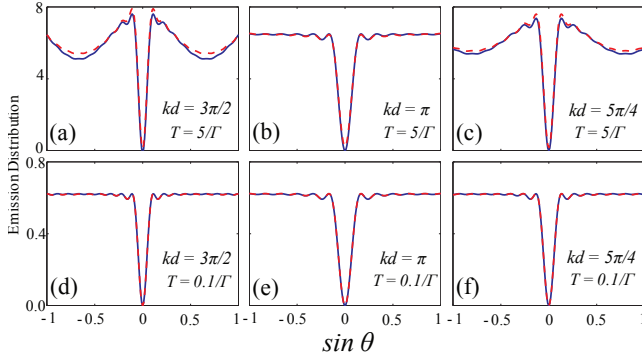 Emission Distribution
8
4
0
(a)
kd = 3π/2
T = 5/Γ
(b)
kd = π
T = 5/Γ
(c)
kd = 5π/4
T = 5/Γ
0.8
0.4
0.0
(d)
kd = 3π/2
T = 0.1/Γ
(e)
kd = π
T = 0.1/Γ
(f)
kd = 5π/4
T = 0.1/Γ
-1 -0.5 0 0.5 1 -1 -0.5 0 0.5 1 -1 -0.5 0 0.5 1
sin θ